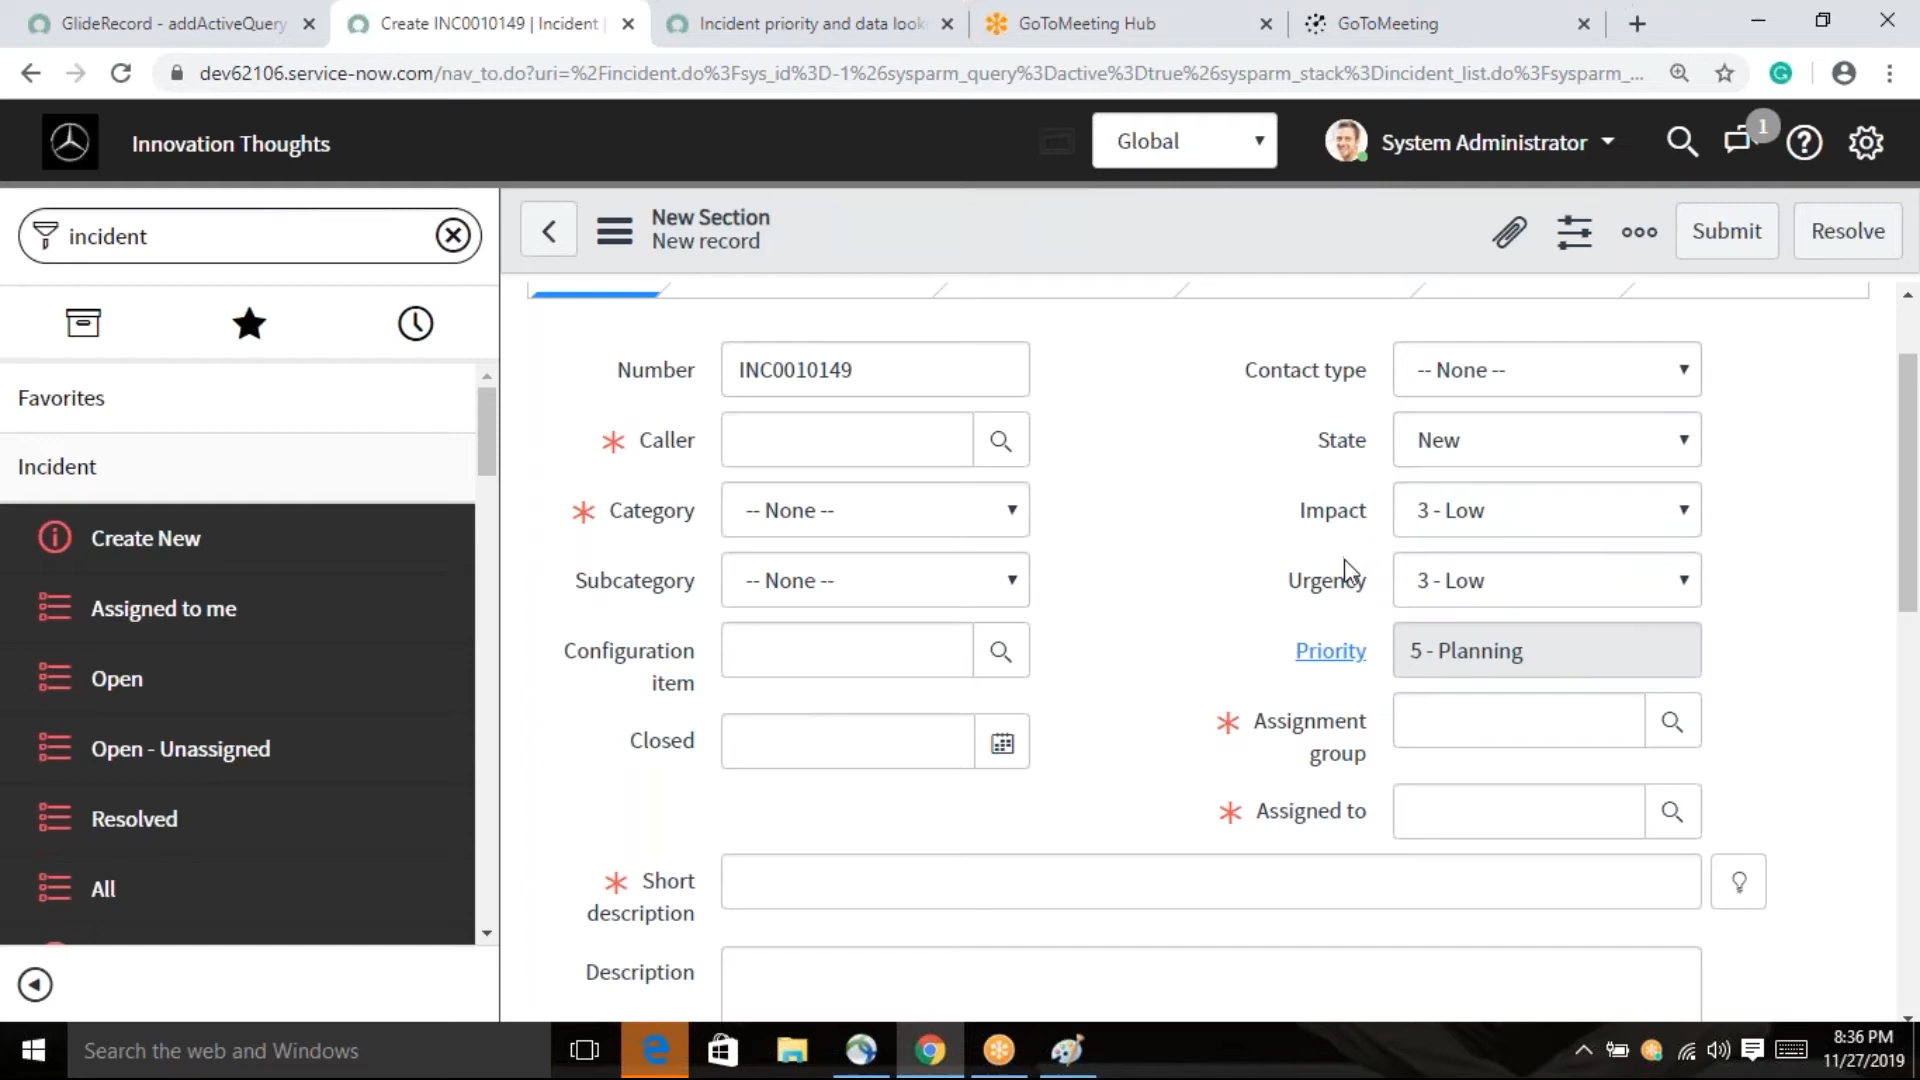 GlideRecord - addActiveQuery
Create INC0010149 | Incident |
Incident priority and data look
GoToMeeting Hub
GoToMeeting
dev62106.service-now.com/nav_to.do?uri=%2Fincident.do%3Fsys_id%3D-1%26sysparm_query%3Dactive%3Dtrue%26sysparm_stack%3Dincident_list.do%3Fsysparm_...
Innovation Thoughts
Global
System Administrator
1
incident
New Section
New record
Submit
Resolve
Favorites
Incident
Create New
Assigned to me
Open
Open - Unassigned
Resolved
All
Number
INC0010149
Contact type
-- None --
Caller
State
New
Category
-- None --
Impact
3 - Low
Subcategory
-- None --
Urgency
3 - Low
Configuration
item
Priority
5 - Planning
Closed
Assignment
group
Assigned to
Short
description
Description
Search the web and Windows
8:36 PM
11/27/2019